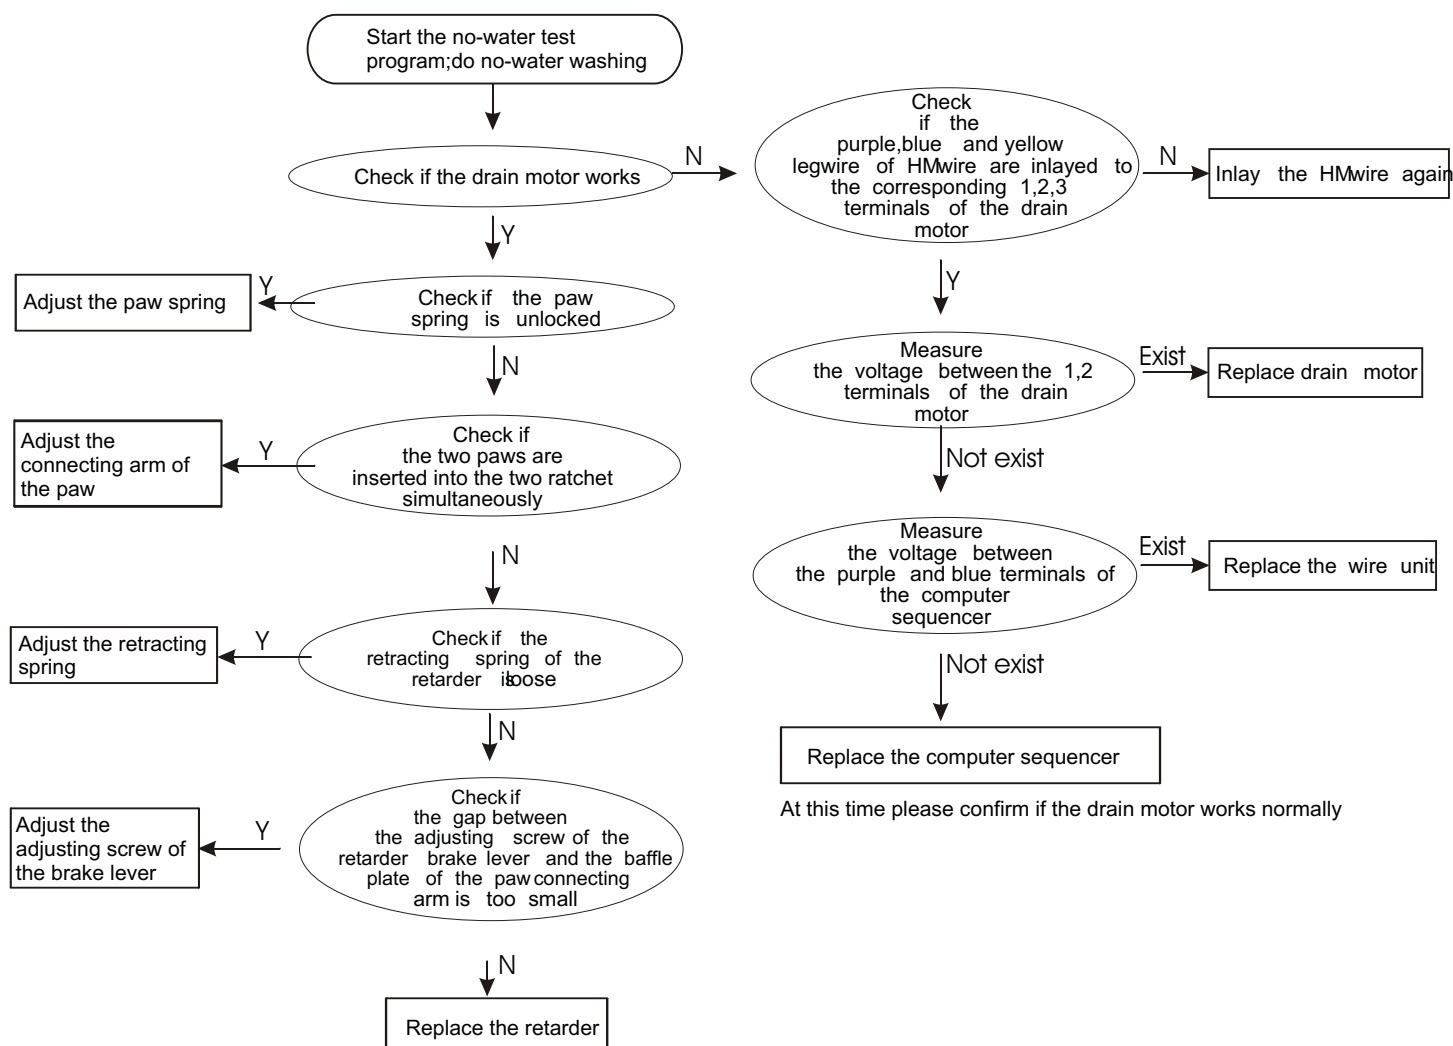 Start the no-water test
program;do no-water washing
Check if the drain motor works
N
Check
if the
purple,blue and yellow
legwire of HMwire are inlayed to
the corresponding 1,2,3
terminals of the drain
motor
N
Inlay the HMwire again
Y
Y
Check if the paw
spring is unlocked
Y
Adjust the paw spring
N
Measure
the voltage between the 1,2
terminals of the drain
motor
Exist
Replace drain motor
Not exist
Check if
the two paws are
inserted into the two ratchet
simultaneously
Y
Adjust the
connecting arm of
the paw
N
Measure
the voltage between
the purple and blue terminals of
the computer
sequencer
Exist
Replace the wire unit
Not exist
Check if the
retracting spring of the
retarder is loose
Y
Adjust the retracting
spring
N
Replace the computer sequencer
At this time please confirm if the drain motor works normally
Check if
the gap between
the adjusting screw of the
retarder brake lever and the baffle
plate of the paw connecting
arm is too small
Y
Adjust the
adjusting screw of
the brake lever
N
Replace the retarder